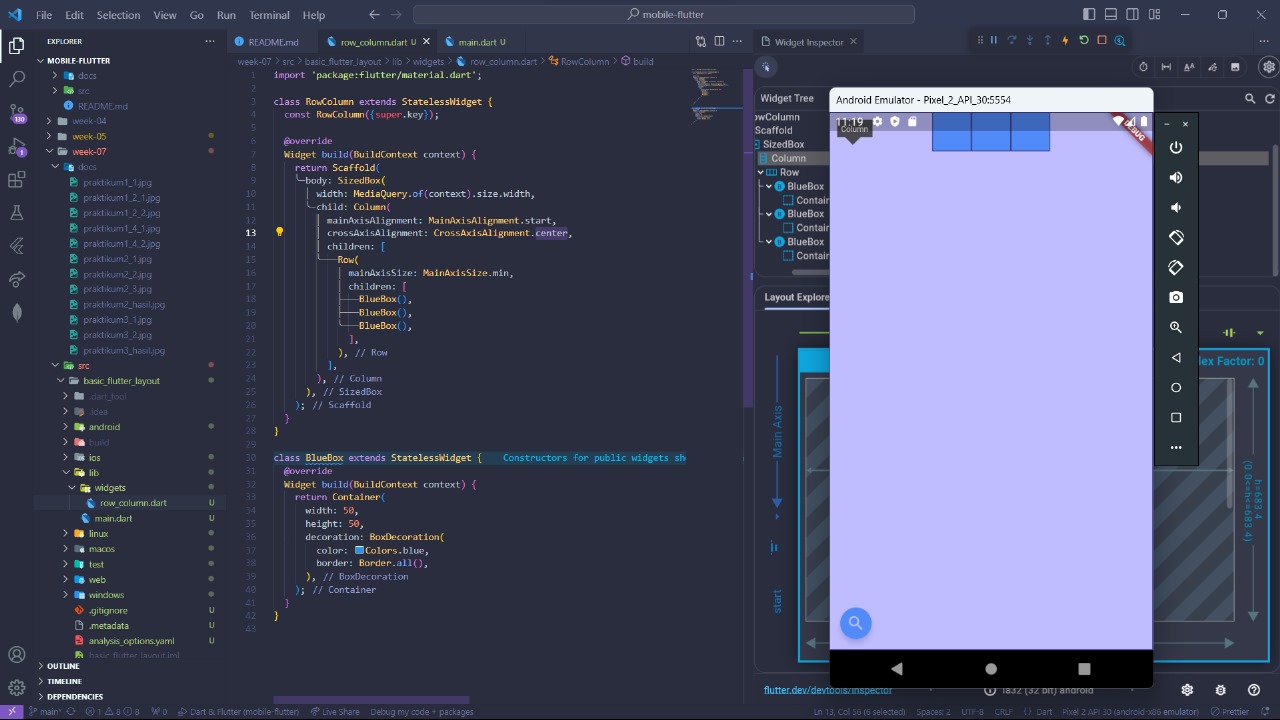 File Edit Selection View Go Run Terminal Help
mobile-flutter
EXPLORER
MOBILE-FLUTTER
docs
src
README.md
week-04
week-05
week-07
docs
praktikum1_1.jpg
praktikum1_2_1.jpg
praktikum1_2_2.jpg
praktikum1_4_1.jpg
praktikum1_4_2.jpg
praktikum2_1.jpg
praktikum2_2.jpg
praktikum2_3.jpg
praktikum2_hasil.jpg
praktikum3_1.jpg
praktikum3_2.jpg
praktikum3_hasil.jpg
src
basic_flutter_layout
.dart_tool
.idea
android
build
ios
lib
widgets
row_column.dart U
main.dart U
linux
macos
test
web
windows
.gitignore U
.metadata U
analysis_options.yaml U
basic_flutter_layout.iml
OUTLINE
TIMELINE
DEPENDENCIES
130
1
README.md
row_column.dart U
main.dart U
week-07 > src > basic_flutter_layout > lib > widgets > row_column.dart > RowColumn > build
1 import 'package:flutter/material.dart';
2
3 class RowColumn extends StatelessWidget {
4 const RowColumn({super.key});
5
6 @override
7 Widget build(BuildContext context) {
8 return Scaffold(
9 body: SizedBox(
10 width: MediaQuery.of(context).size.width,
11 child: Column(
12 mainAxisAlignment: MainAxisAlignment.start,
13 crossAxisAlignment: CrossAxisAlignment.center,
14 children: [
15 Row(
16 mainAxisSize: MainAxisSize.min,
17 children: [
18 BlueBox(),
19 BlueBox(),
20 BlueBox(),
21 ],
22 ), // Row
23 ],
24 ), // Column
25 ), // SizedBox
26 ); // Scaffold
27 }
28 }
29
30 class BlueBox extends StatelessWidget { Constructors for public widgets sho
31 @override
32 Widget build(BuildContext context) {
33 return Container(
34 width: 50,
35 height: 50,
36 decoration: BoxDecoration(
37 color: Colors.blue,
38 border: Border.all(),
39 ), // BoxDecoration
40 ); // Container
41 }
42 }
43
Widget Inspector
Widget Tree
owColumn
Scaffold
SizedBox
Column
Row
BlueBox
Contain
BlueBox
Contain
BlueBox
Contain
Layout Explore
Main Axis
start
lex Factor: 0
h=683.4
(0.0<=h<=683.4)
flutter.dev/devtools/inspector
ia32 (32 bit) android
Android Emulator - Pixel_2_API_30:5554
11:19
Column
DEBUG
main*
1 8 8
0
Dart & Flutter (mobile-flutter)
Live Share
Debug my code + packages
Ln 13, Col 56 (6 selected)
Spaces: 2
UTF-8
CRLF
Dart
Pixel 2 API 30 (android-x86 emulator)
Prettier